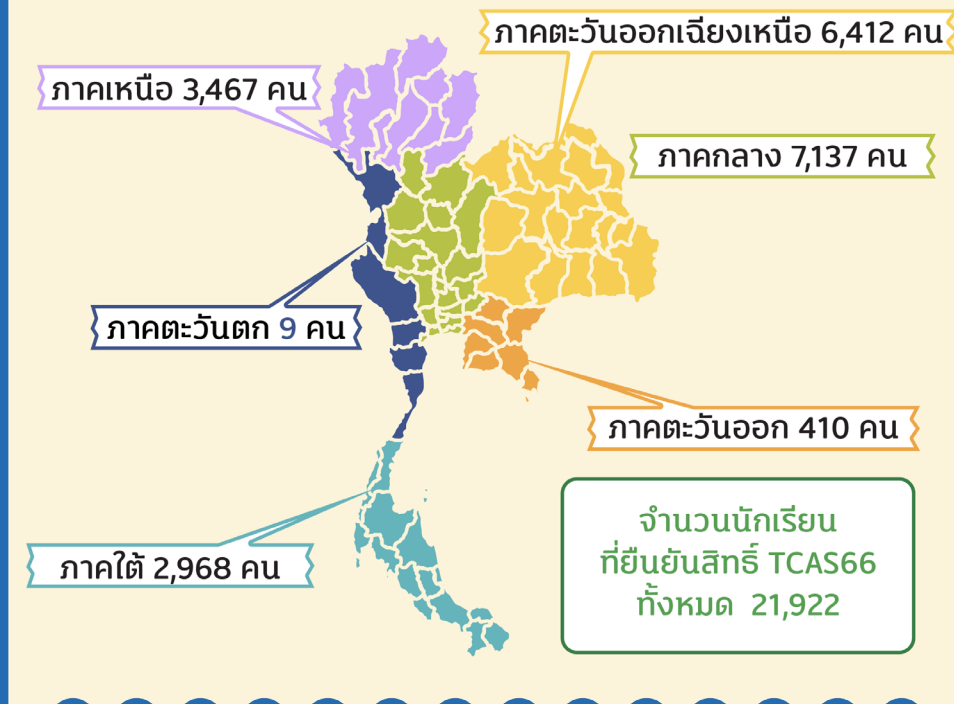 ภาคตะวันออกเฉียงเหนือ 6,412 คน
ภาคเหนือ 3,467 คน
ภาคกลาง 7,137 คน
ภาคตะวันตก 9 คน
ภาคตะวันออก 410 คน
ภาคใต้ 2,968 คน
จำนวนนักเรียน
ที่ยืนยันสิทธิ์ TCAS66
ทั้งหมด 21,922